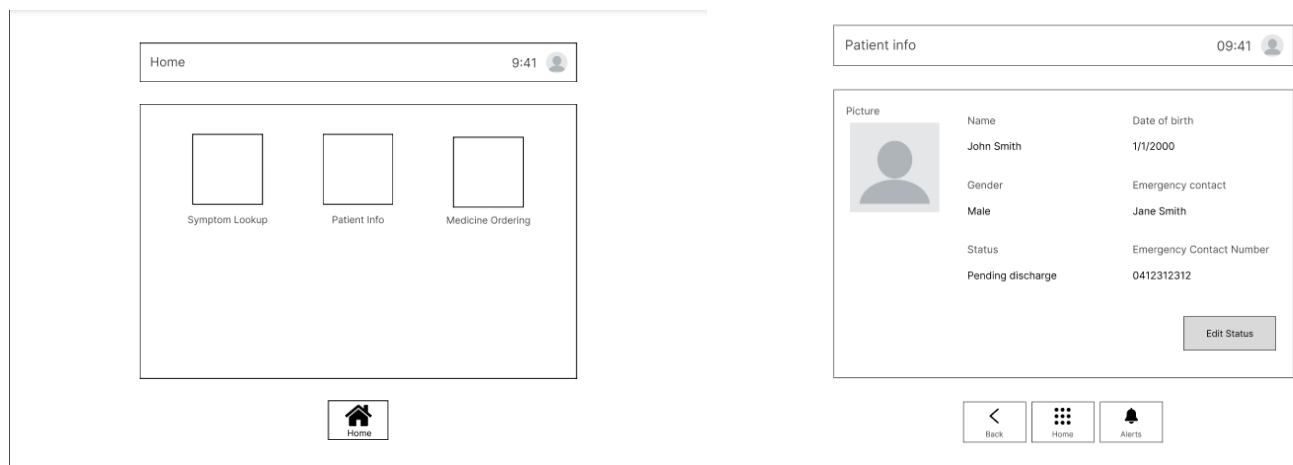 Home
9:41
Symptom Lookup
Patient Info
Medicine Ordering
Home
Patient info
09:41
Picture
Name
Date of birth
John Smith
1/1/2000
Gender
Emergency contact
Male
Jane Smith
Status
Emergency Contact Number
Pending discharge
0412312312
Edit Status
Back
Home
Alerts